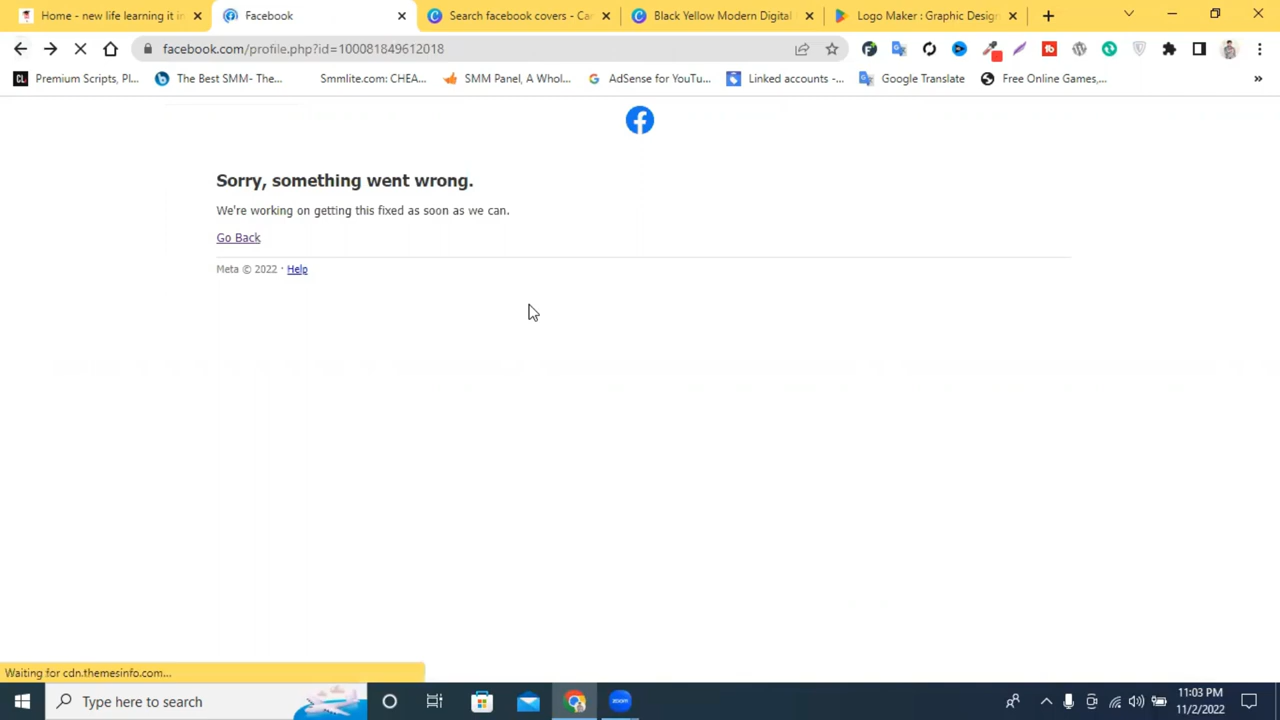 Home - new life learning it in
Facebook
Search facebook covers - Can
Black Yellow Modern Digital
Logo Maker : Graphic Design
facebook.com/profile.php?id=100081849612018
Premium Scripts, Pl...
The Best SMM- The...
Smmlite.com: CHEA...
SMM Panel, A Whol...
AdSense for YouTu...
Linked accounts -...
Google Translate
Free Online Games,...
Sorry, something went wrong.
We're working on getting this fixed as soon as we can.
Go Back
Meta © 2022 · Help
Waiting for cdn.themesinfo.com...
Type here to search
zoom
11:03 PM
11/2/2022